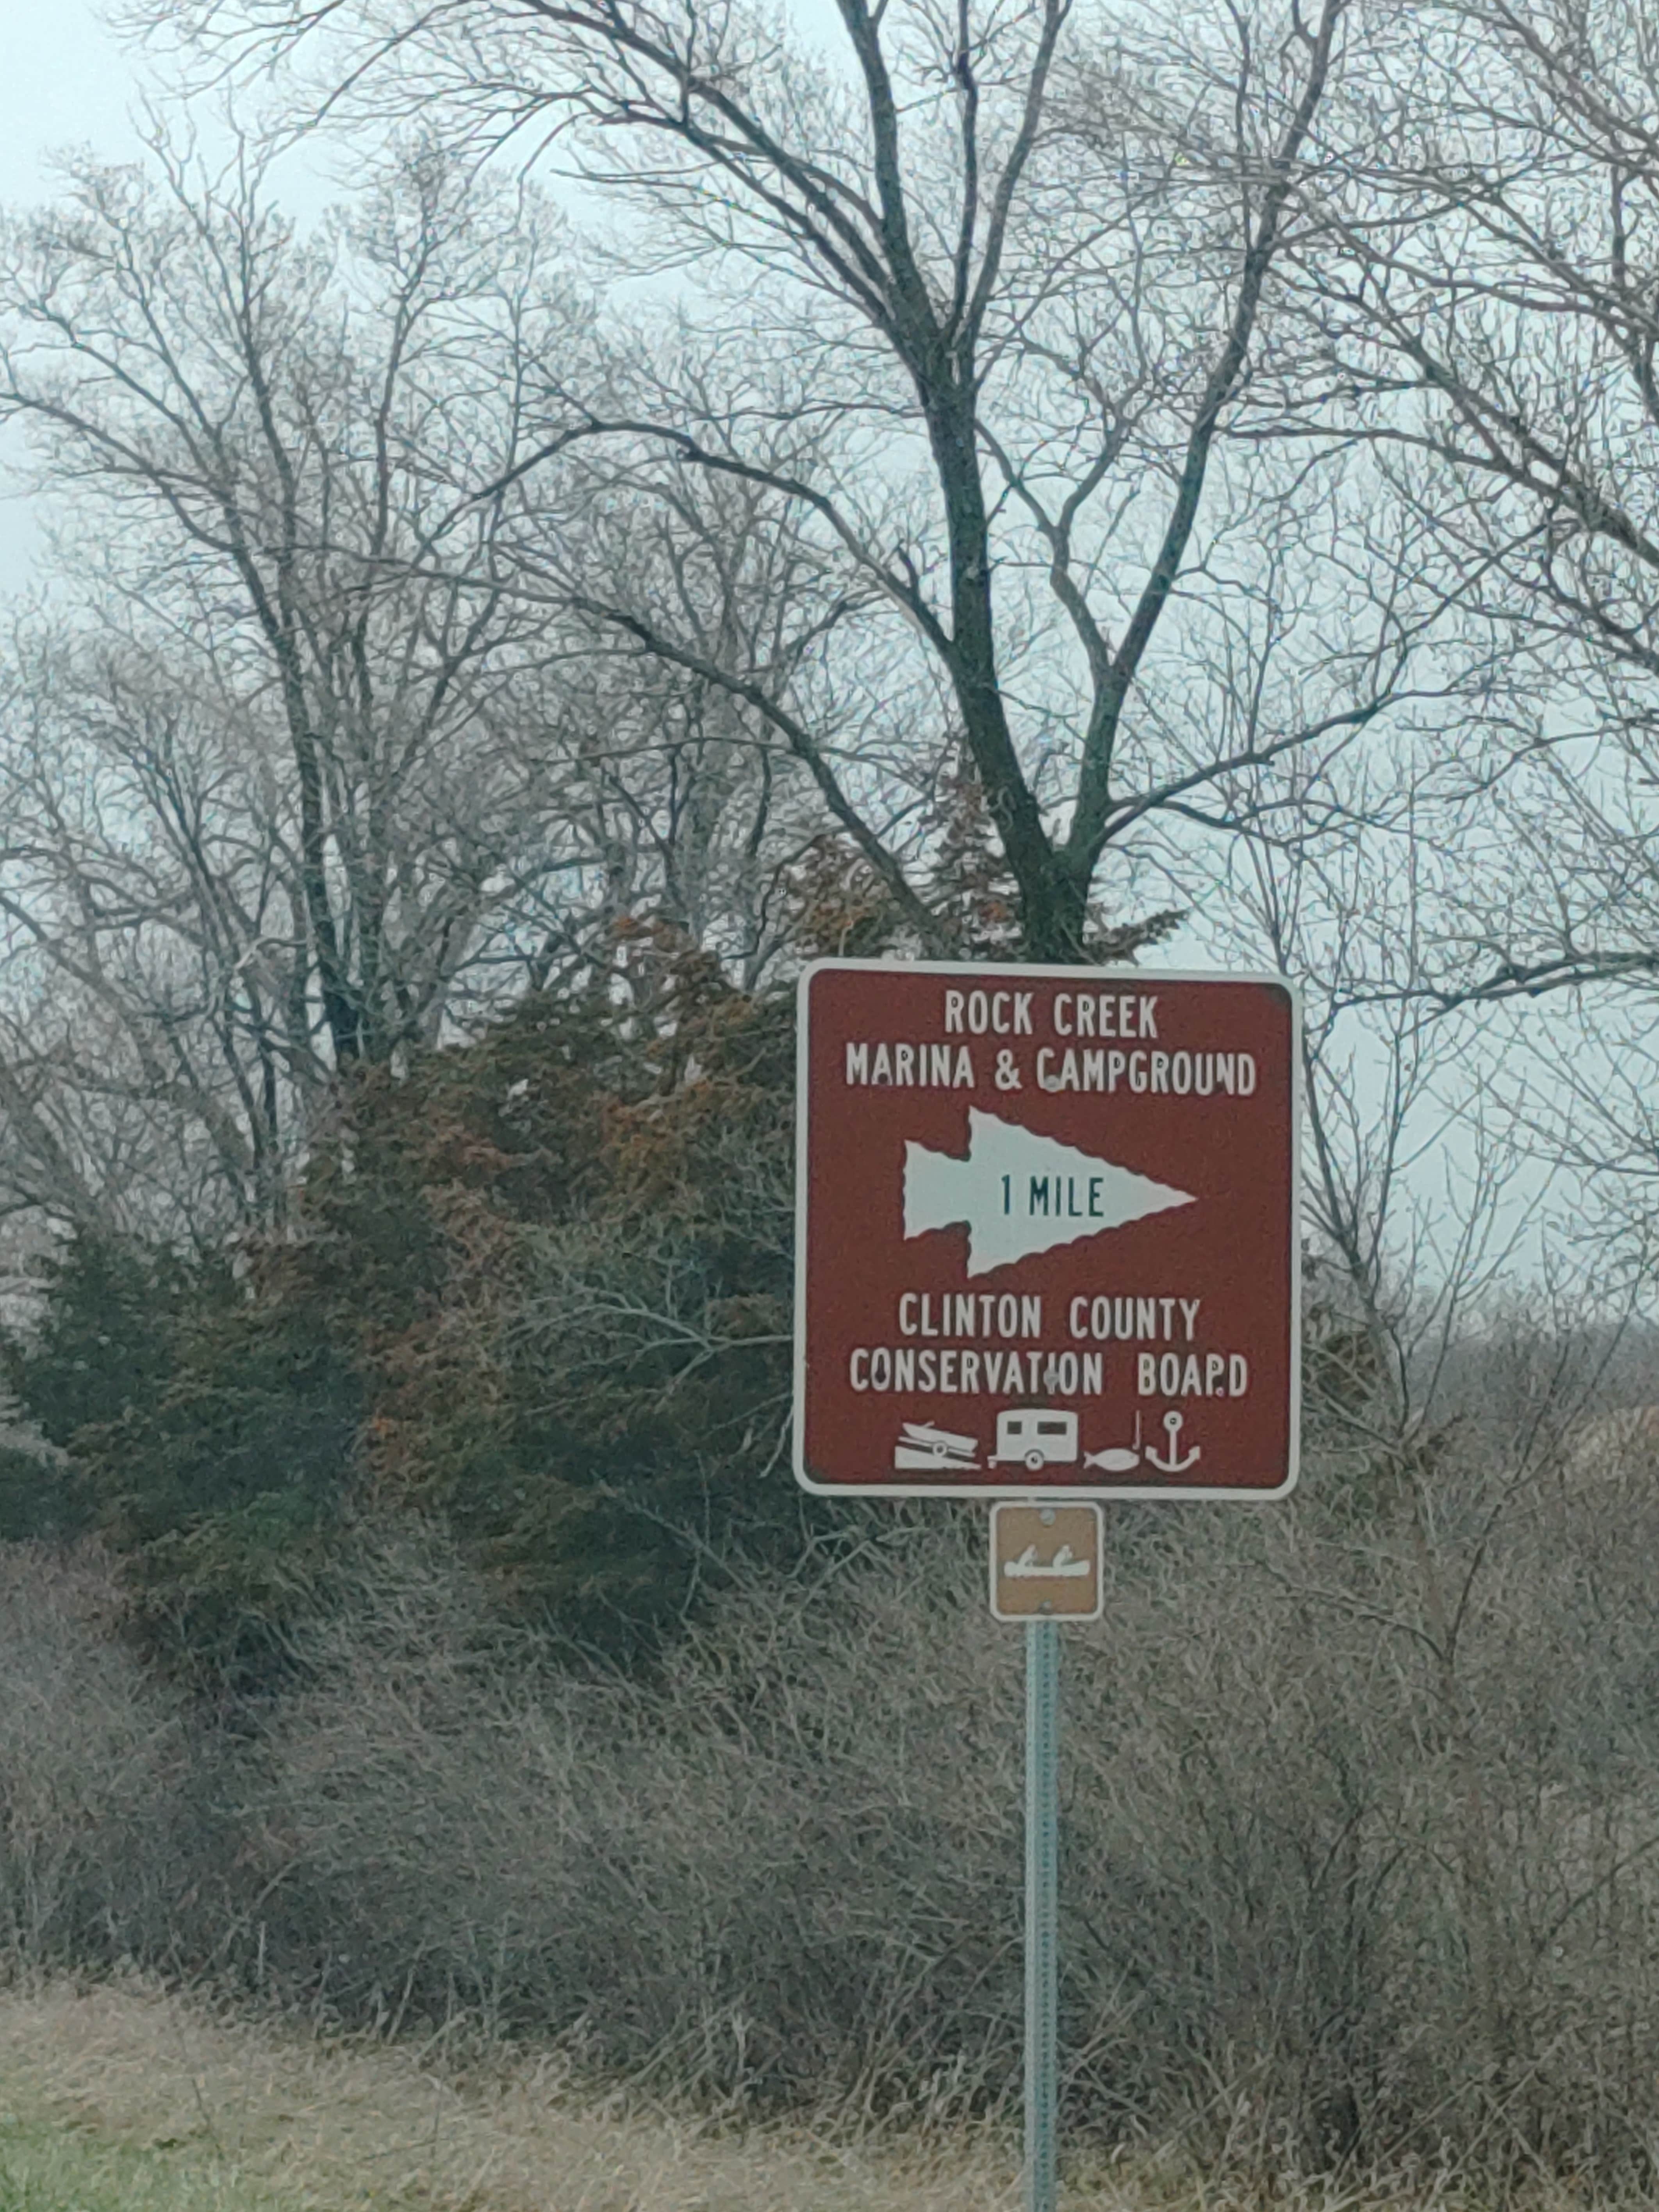 ROCK CREEK
MARINA & CAMPGROUND
1 MILE
CLINTON COUNTY
CONSERVATION BOARD